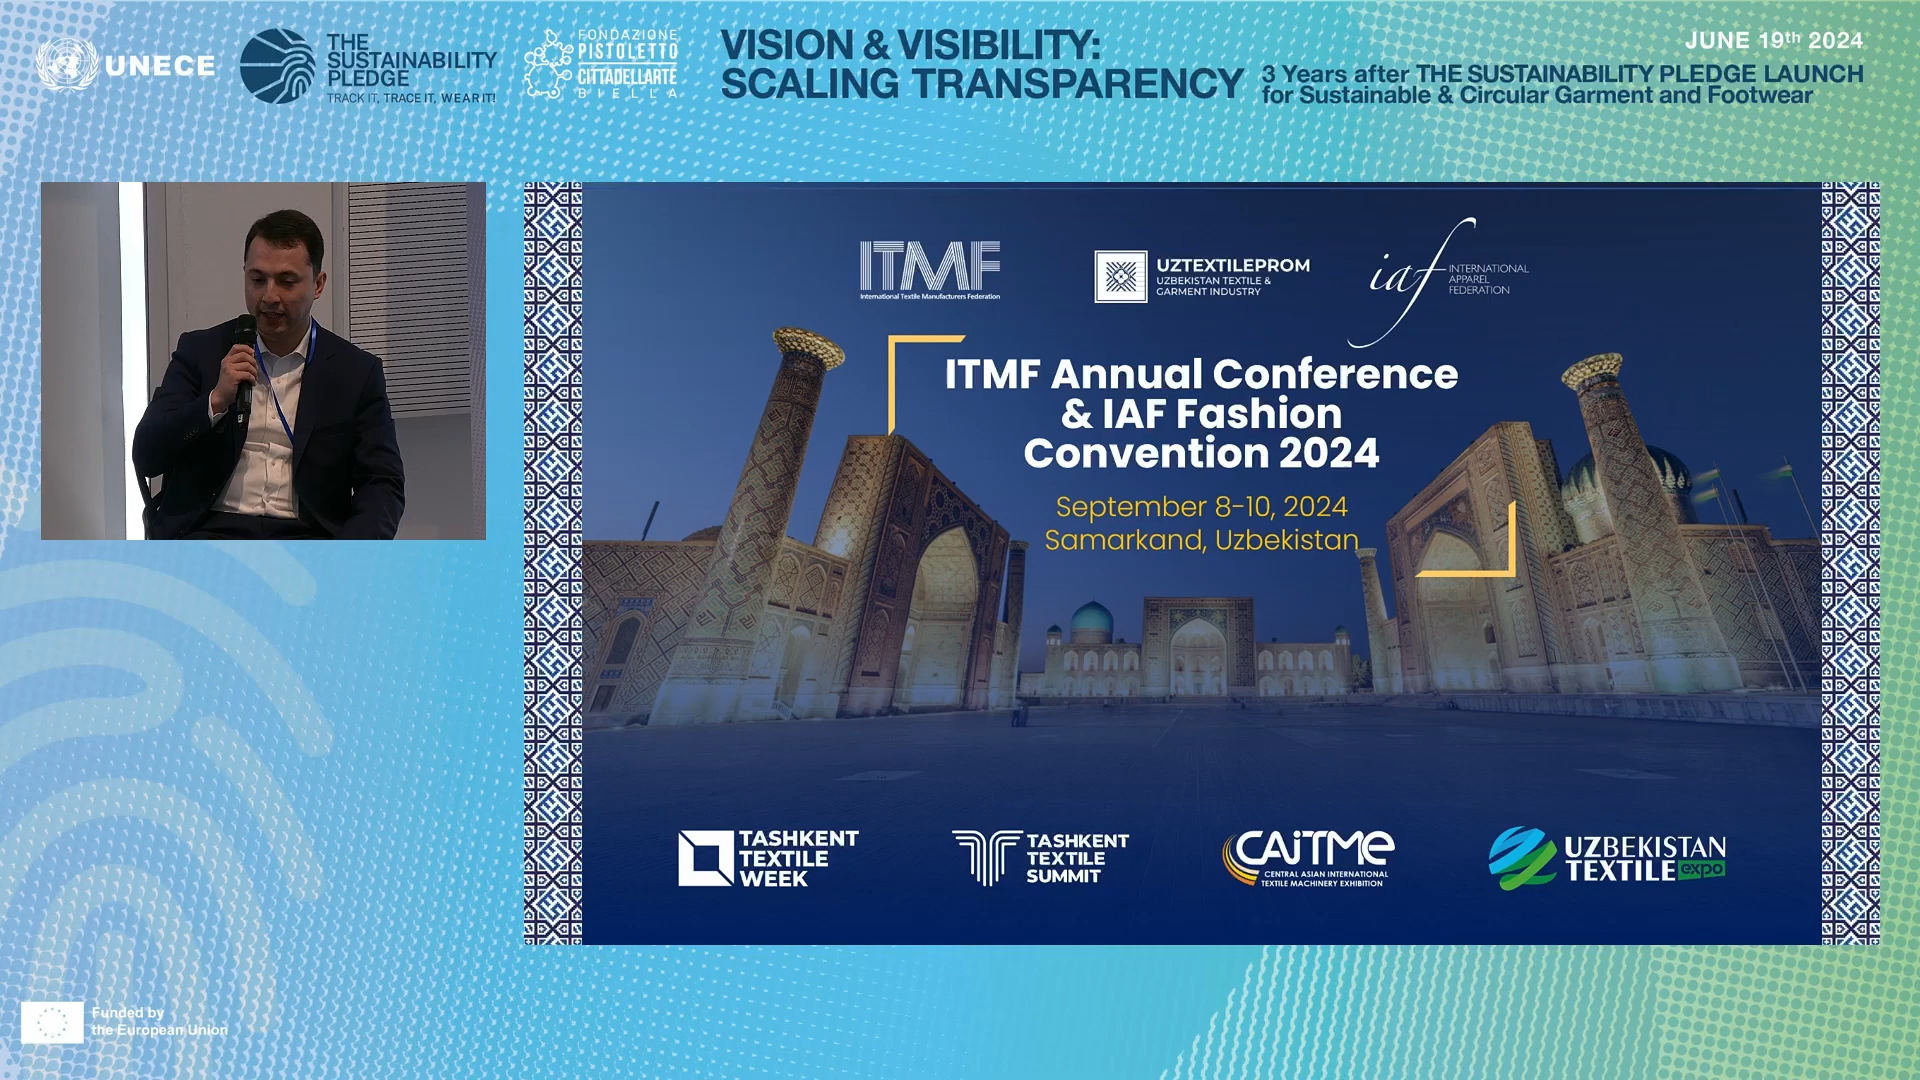 UNECE
THE
SUSTAINABILITY
PLEDGE
TRACK IT, TRACE IT, WEAR IT!
FONDAZIONE
PISTOLETTO
CITTADELLARTE
BIELLA
VISION & VISIBILITY:
SCALING TRANSPARENCY
JUNE 19th 2024
3 Years after THE SUSTAINABILITY PLEDGE LAUNCH
for Sustainable & Circular Garment and Footwear
ITMF
International Textile Manufacturers Federation
UZTEXTILEPROM
UZBEKISTAN TEXTILE &
GARMENT INDUSTRY
iaf
INTERNATIONAL
APPAREL
FEDERATION
ITMF Annual Conference
& IAF Fashion
Convention 2024
September 8-10, 2024
Samarkand, Uzbekistan
TASHKENT
TEXTILE
WEEK
TASHKENT
TEXTILE
SUMMIT
CAiTMe
CENTRAL ASIAN INTERNATIONAL
TEXTILE MACHINERY EXHIBITION
UZBEKISTAN
TEXTILE expo
Funded by
the European Union